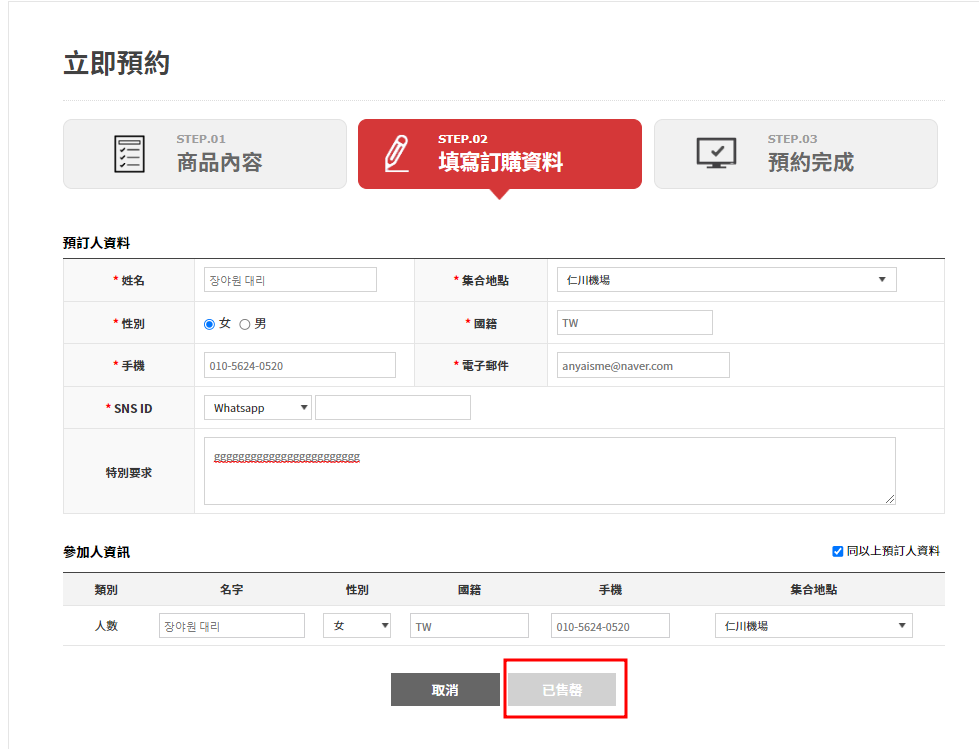 立即預約
STEP.01
商品內容
STEP.02
填寫訂購資料
STEP.03
預約完成
預訂人資料
* 姓名 장야원 대리 * 集合地點 仁川機場
* 性別 女 男 * 國籍 TW
* 手機 010-5624-0520 * 電子郵件 anyaisme@naver.com
* SNS ID Whatsapp
特別要求 gggggggggggggggggggggggg
參加人資訊 同以上預訂人資料
類別 名字 性別 國籍 手機 集合地點
人數 장야원 대리 女 TW 010-5624-0520 仁川機場
取消 已售罄